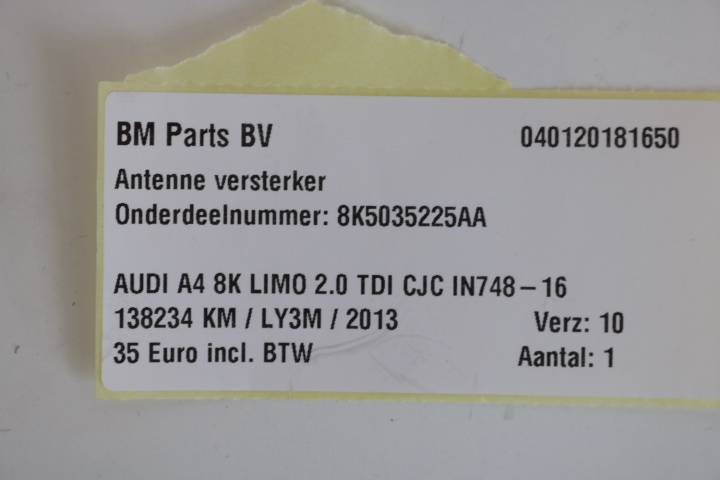 BM Parts BV 040120181650
Antenne versterker
Onderdeelnummer: 8K5035225AA
AUDI A4 8K LIMO 2.0 TDI CJC IN748-16
138234 KM / LY3M / 2013 Verz: 10
35 Euro incl. BTW Aantal: 1